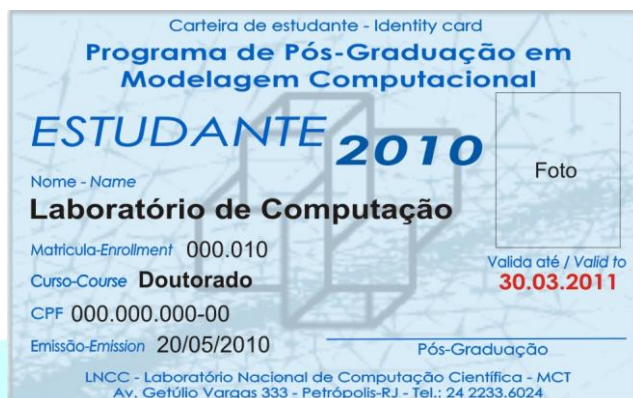 Carteira de estudante - Identity card
Programa de Pós-Graduação em
Modelagem Computacional
ESTUDANTE 2010
Foto
Nome - Name
Laboratório de Computação
Matricula-Enrollment 000.010
Valida até / Valid to
30.03.2011
Curso-Course Doutorado
CPF 000.000.000-00
Emissão-Emission 20/05/2010
Pós-Graduação
LNCC - Laboratório Nacional de Computação Científica - MCT
Av. Getúlio Vargas 333 - Petrópolis-RJ - Tel.: 24 2233.6024